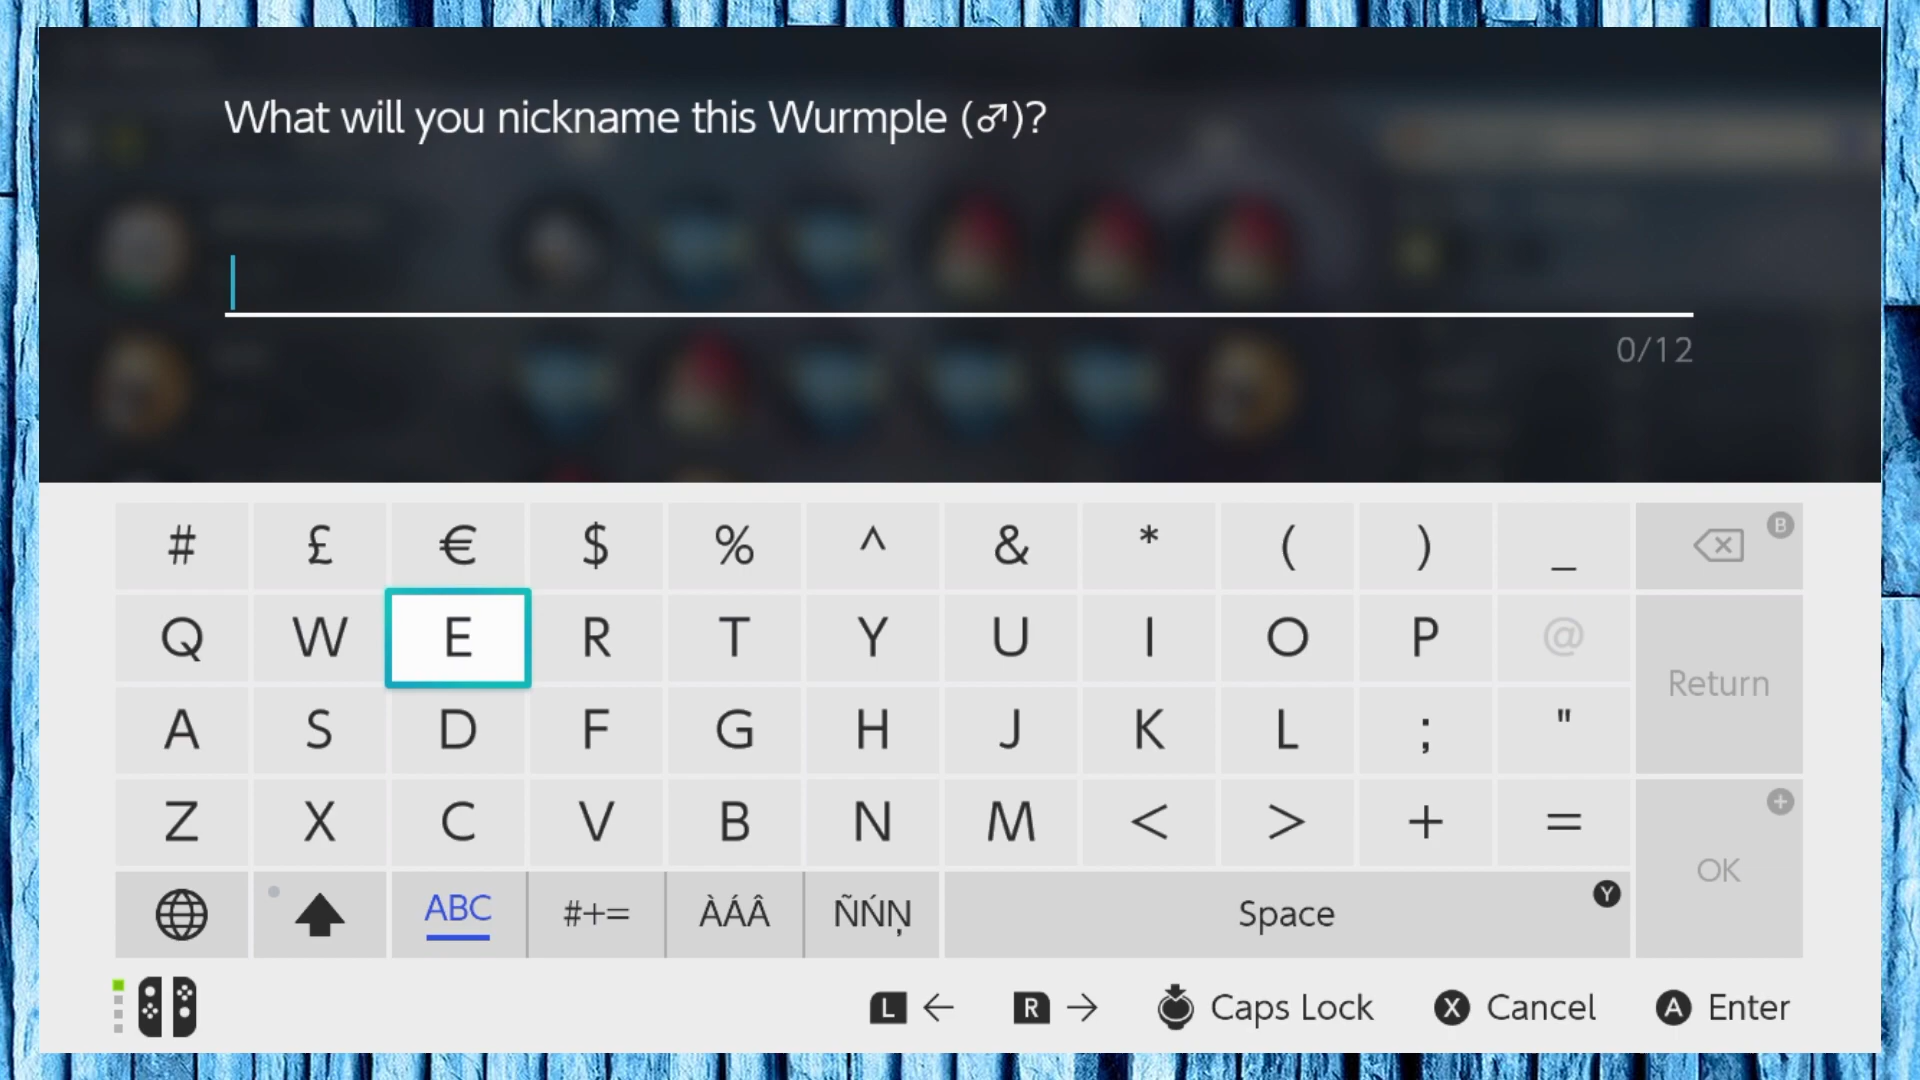 What will you nickname this Wurmple (♂)?
0/12
# £ € $ % ^ & * ( ) _ B
Q W E R T Y U I O P @ Return
A S D F G H J K L ; "
Z X C V B N M < > + = + OK
ABC #+= ÀÁÂ ÑŃŅ Space Y
L ← R → Caps Lock X Cancel A Enter